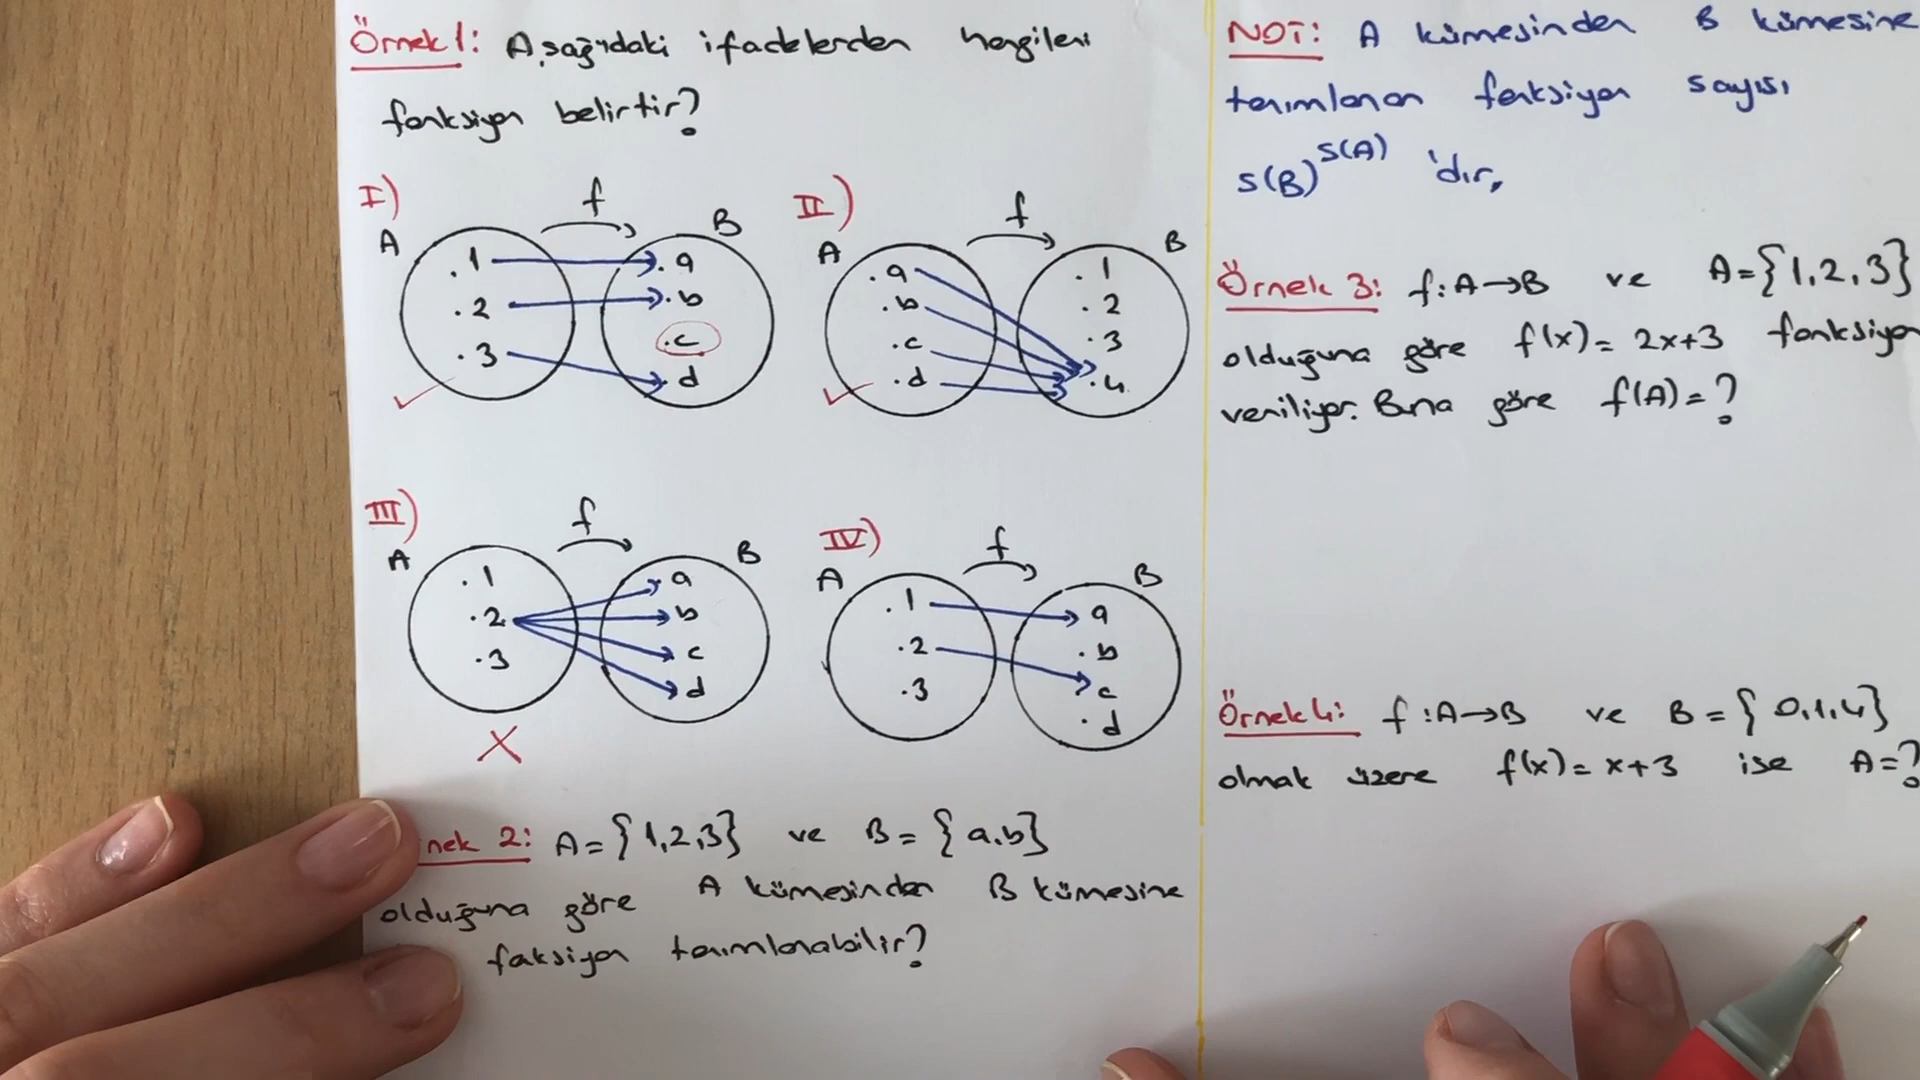 Örnek 1: Aşağıdaki ifadelerden hangileri
fonksiyon belirtir?
I)
f
A
B
.1
.2
.3
.a
.b
.c
d
II)
f
A
B
.a
.b
.c
.d
.1
.2
.3
.4
III)
f
A
B
.1
.2
.3
a
b
c
d
IV)
f
A
B
.1
.2
.3
a
.b
c
.d
nek 2: A={1,2,3} ve B={a,b}
olduğuna göre A kümesinden B kümesine
faksiyon tanımlanabilir?
NOT: A kümesinden B kümesine
tanımlanan fonksiyon sayısı
s(B)^s(A) 'dır.
Örnek 3: f:A→B ve A={1,2,3}
olduğuna göre f(x)=2x+3 fonksiyon
veriliyor. Buna göre f(A)=?
Örnek 4: f:A→B ve B={0,1,4}
olmak üzere f(x)=x+3 ise A=?